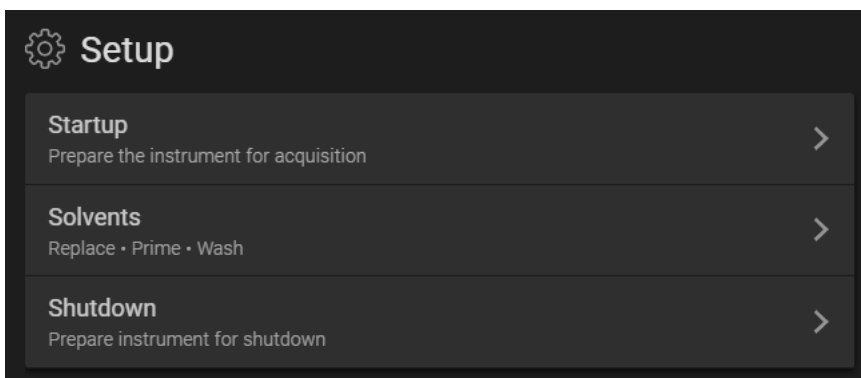 Setup
Startup
Prepare the instrument for acquisition
Solvents
Replace • Prime • Wash
Shutdown
Prepare instrument for shutdown